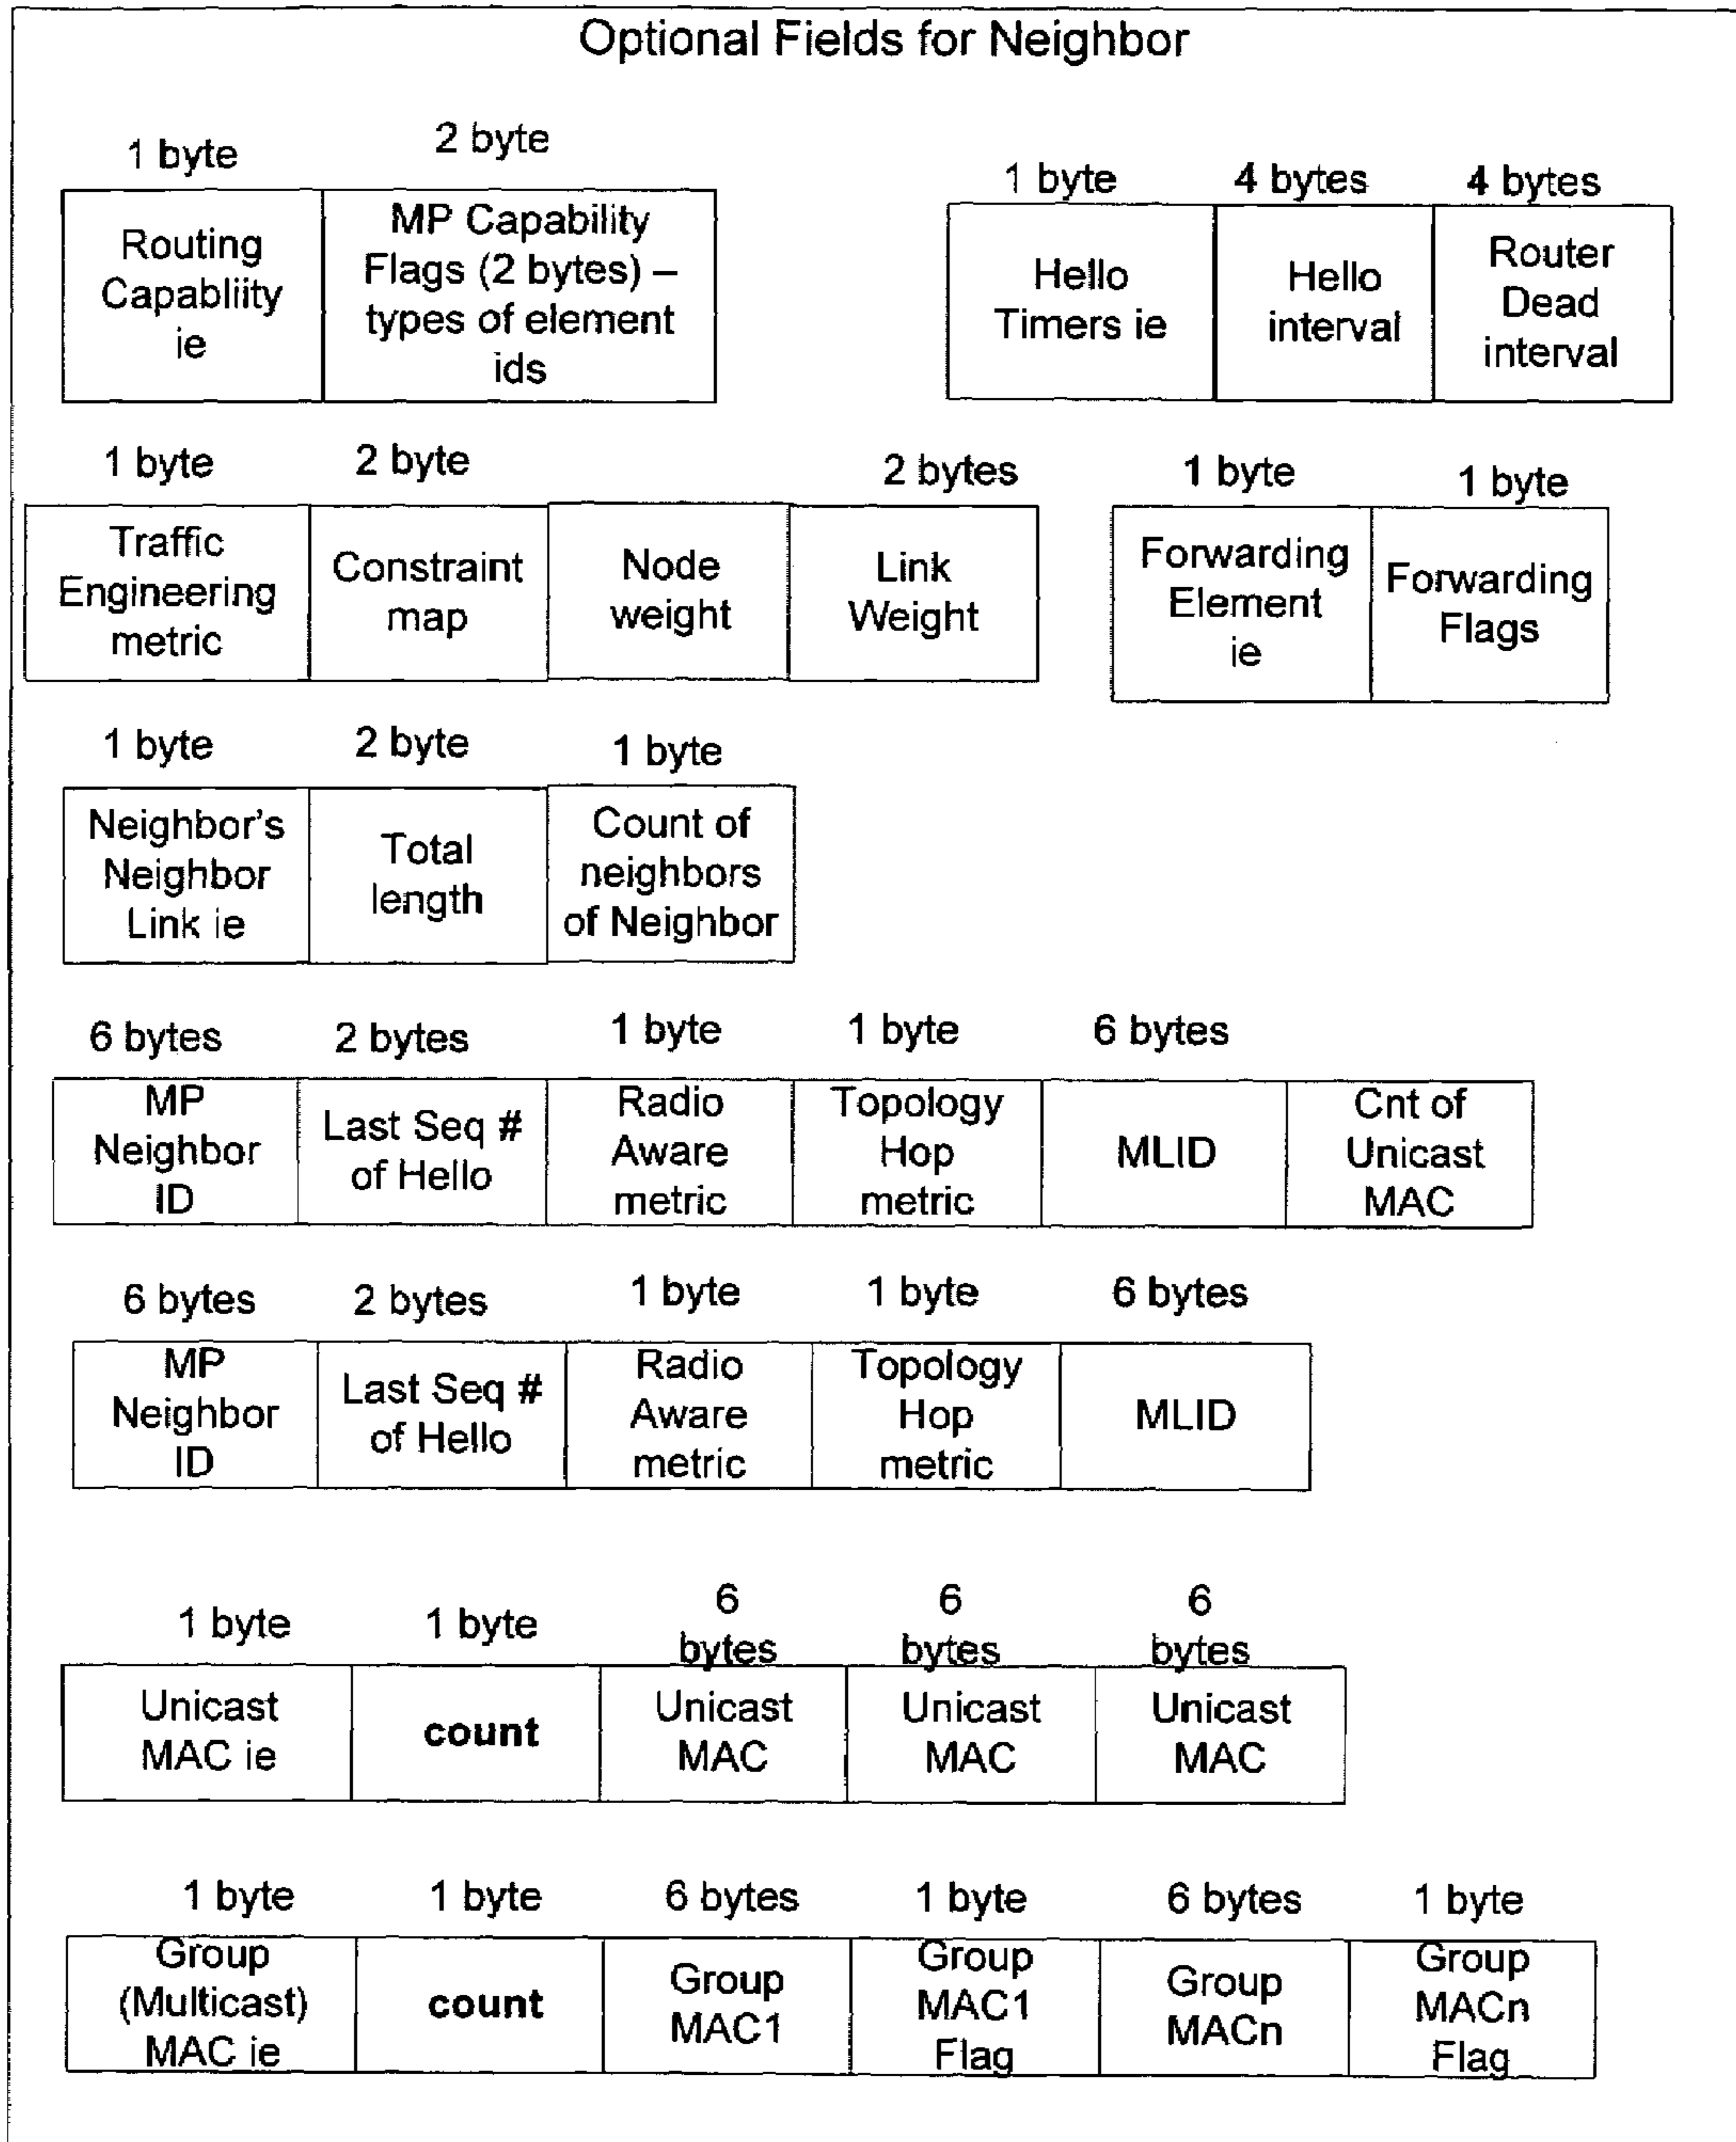 Optional Fields for Neighbor
1 byte
2 byte
Routing
Capabliity
ie
MP Capability
Flags (2 bytes) –
types of element
ids
1 byte
4 bytes
4 bytes
Hello
Timers ie
Hello
interval
Router
Dead
interval
1 byte
2 byte
2 bytes
Traffic
Engineering
metric
Constraint
map
Node
weight
Link
Weight
1 byte
1 byte
Forwarding
Element
ie
Forwarding
Flags
1 byte
2 byte
1 byte
Neighbor's
Neighbor
Link ie
Total
length
Count of
neighbors
of Neighbor
6 bytes
2 bytes
1 byte
1 byte
6 bytes
MP
Neighbor
ID
Last Seq #
of Hello
Radio
Aware
metric
Topology
Hop
metric
MLID
Cnt of
Unicast
MAC
6 bytes
2 bytes
1 byte
1 byte
6 bytes
MP
Neighbor
ID
Last Seq #
of Hello
Radio
Aware
metric
Topology
Hop
metric
MLID
1 byte
1 byte
6
bytes
6
bytes
6
bytes
Unicast
MAC ie
count
Unicast
MAC
Unicast
MAC
Unicast
MAC
1 byte
1 byte
6 bytes
1 byte
6 bytes
1 byte
Group
(Multicast)
MAC ie
count
Group
MAC1
Group
MAC1
Flag
Group
MACn
Group
MACn
Flag